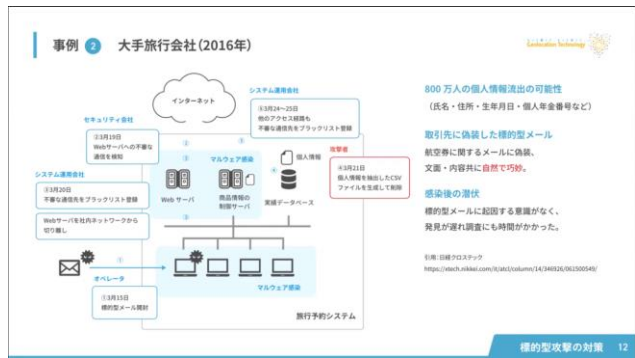 事例 2 大手旅行会社(2016年)
Geolocation Technology
インターネット
システム運用会社
⑤3月24〜25日
他のアクセス経路も
不審な通信先をブラックリスト登録
セキュリティ会社
②3月19日
Webサーバへの不審な
通信を検知
システム運用会社
③3月20日
不審な通信先をブラックリスト登録
Webサーバを社内ネットワークから
切り離し
マルウェア感染
Web サーバ
商品情報の
制限サーバ
個人情報
実績データベース
攻撃者
④3月21日
個人情報を抽出したCSV
ファイルを生成して削除
①
オペレータ
①3月15日
標的型メール開封
マルウェア感染
旅行予約システム
800 万人の個人情報流出の可能性
(氏名・住所・生年月日・個人年金番号など)
取引先に偽装した標的型メール
航空券に関するメールに偽装、
文面・内容共に自然で巧妙。
感染後の潜伏
標的型メールに起因する意識がなく、
発見が遅れ調査にも時間がかかった。
引用:日経クロステック
標的型攻撃の対策 12